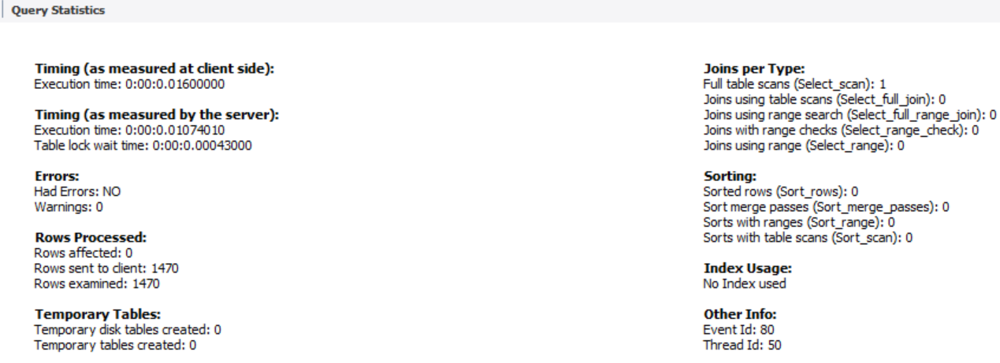 Query Statistics
Timing (as measured at client side):
Execution time: 0:00:0.01600000
Timing (as measured by the server):
Execution time: 0:00:0.01074010
Table lock wait time: 0:00:0.00043000
Errors:
Had Errors: NO
Warnings: 0
Rows Processed:
Rows affected: 0
Rows sent to client: 1470
Rows examined: 1470
Temporary Tables:
Temporary disk tables created: 0
Temporary tables created: 0
Joins per Type:
Full table scans (Select_scan): 1
Joins using table scans (Select_full_join): 0
Joins using range search (Select_full_range_join): 0
Joins with range checks (Select_range_check): 0
Joins using range (Select_range): 0
Sorting:
Sorted rows (Sort_rows): 0
Sort merge passes (Sort_merge_passes): 0
Sorts with ranges (Sort_range): 0
Sorts with table scans (Sort_scan): 0
Index Usage:
No Index used
Other Info:
Event Id: 80
Thread Id: 50